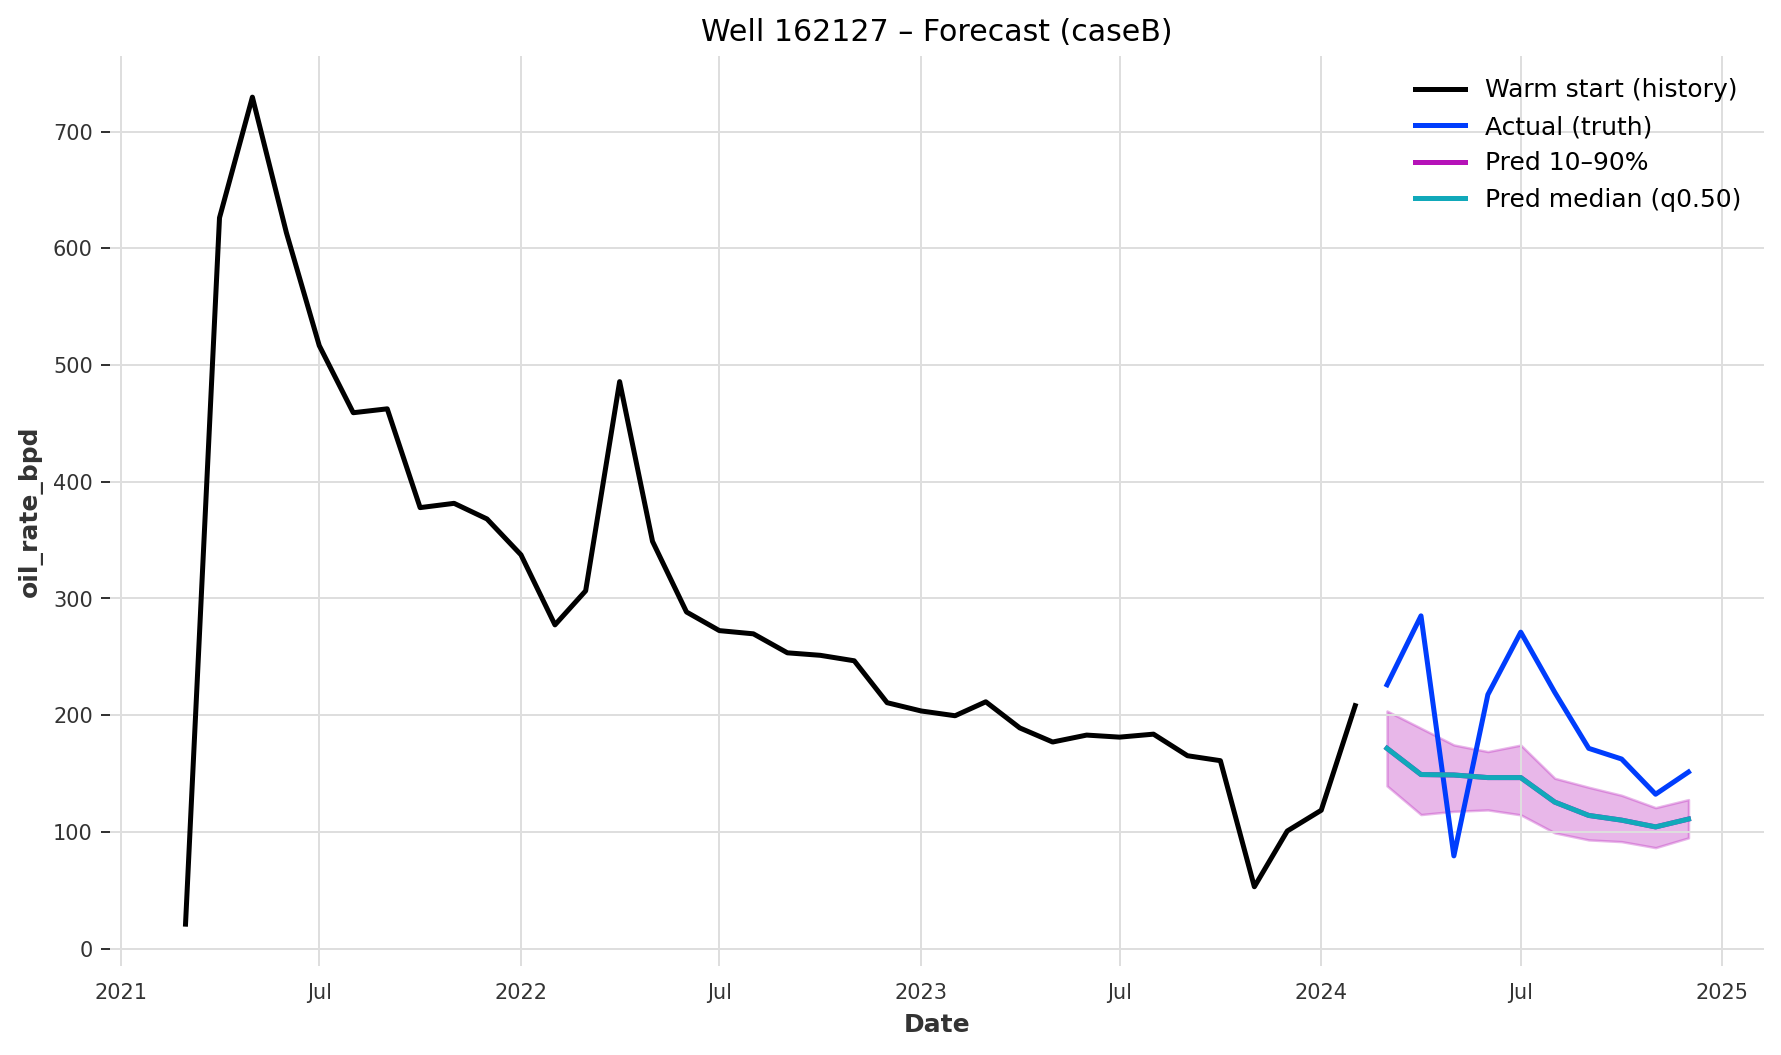 Well 162127 – Forecast (caseB)
Warm start (history)
Actual (truth)
Pred 10–90%
Pred median (q0.50)
oil_rate_bpd
700
600
500
400
300
200
100
0
2021
Jul
2022
Jul
2023
Jul
2024
Jul
2025
Date